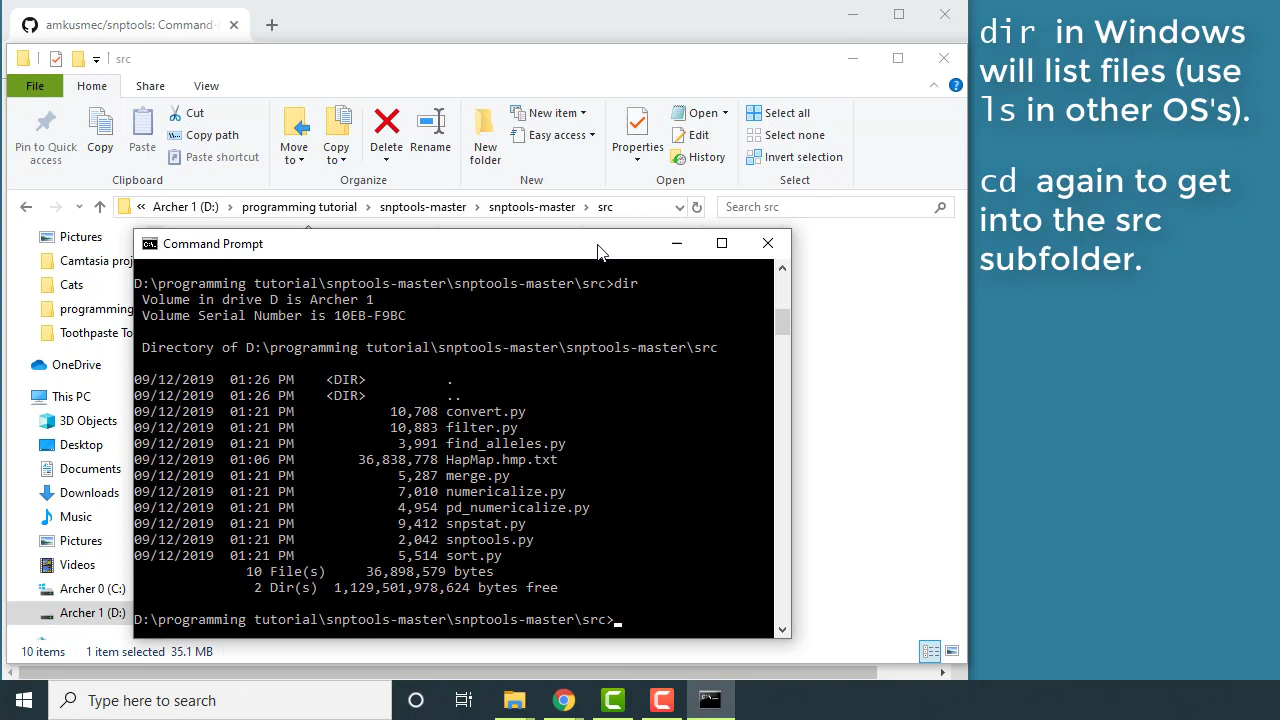 amkusmec/snptools: Command-
src
File
Home
Share
View
Pin to Quick access
Copy
Paste
Cut
Copy path
Paste shortcut
Clipboard
Move to
Copy to
Delete
Rename
Organize
New folder
New item
Easy access
New
Properties
Open
Edit
History
Open
Select all
Select none
Invert selection
Select
« Archer 1 (D:) › programming tutorial › snptools-master › snptools-master › src
Search src
Pictures
Camtasia proj
Cats
programming
Toothpaste To
OneDrive
This PC
3D Objects
Desktop
Documents
Downloads
Music
Pictures
Videos
Archer 0 (C:)
Archer 1 (D:)
10 items
1 item selected 35.1 MB
Command Prompt
D:\programming tutorial\snptools-master\snptools-master\src>dir
Volume in drive D is Archer 1
Volume Serial Number is 10EB-F9BC
Directory of D:\programming tutorial\snptools-master\snptools-master\src
09/12/2019 01:26 PM <DIR> .
09/12/2019 01:26 PM <DIR> ..
09/12/2019 01:21 PM 10,708 convert.py
09/12/2019 01:21 PM 10,883 filter.py
09/12/2019 01:21 PM 3,991 find_alleles.py
09/12/2019 01:06 PM 36,838,778 HapMap.hmp.txt
09/12/2019 01:21 PM 5,287 merge.py
09/12/2019 01:21 PM 7,010 numericalize.py
09/12/2019 01:21 PM 4,954 pd_numericalize.py
09/12/2019 01:21 PM 9,412 snpstat.py
09/12/2019 01:21 PM 2,042 snptools.py
09/12/2019 01:21 PM 5,514 sort.py
10 File(s) 36,898,579 bytes
2 Dir(s) 1,129,501,978,624 bytes free
D:\programming tutorial\snptools-master\snptools-master\src>
Type here to search
dir in Windows
will list files (use
ls in other OS's).
cd again to get
into the src
subfolder.